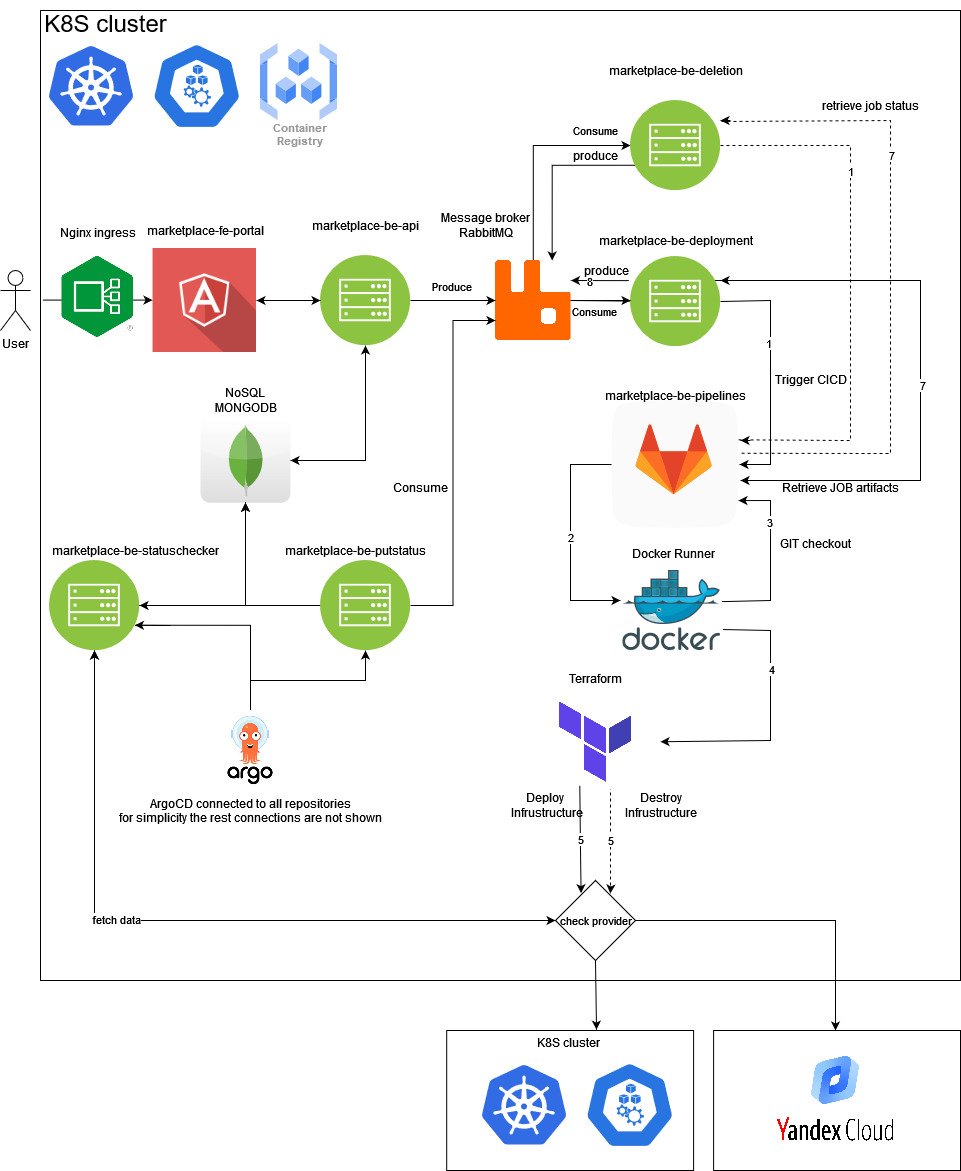 K8S cluster
Container
Registry
marketplace-be-deletion
retrieve job status
Consume
produce
7
1
Nginx ingress
marketplace-fe-portal
marketplace-be-api
Message broker
RabbitMQ
marketplace-be-deployment
User
®
A
Produce
produce
8
Consume
1
Trigger CICD
7
NoSQL
MONGODB
marketplace-be-pipelines
Consume
Retrieve JOB artifacts
2
3
GIT checkout
marketplace-be-statuschecker
marketplace-be-putstatus
Docker Runner
docker
4
Terraform
argo
ArgoCD connected to all repositories
for simplicity the rest connections are not shown
Deploy
Infrustructure
Destroy
Infrustructure
5
5
fetch data
check provider
K8S cluster
Yandex Cloud